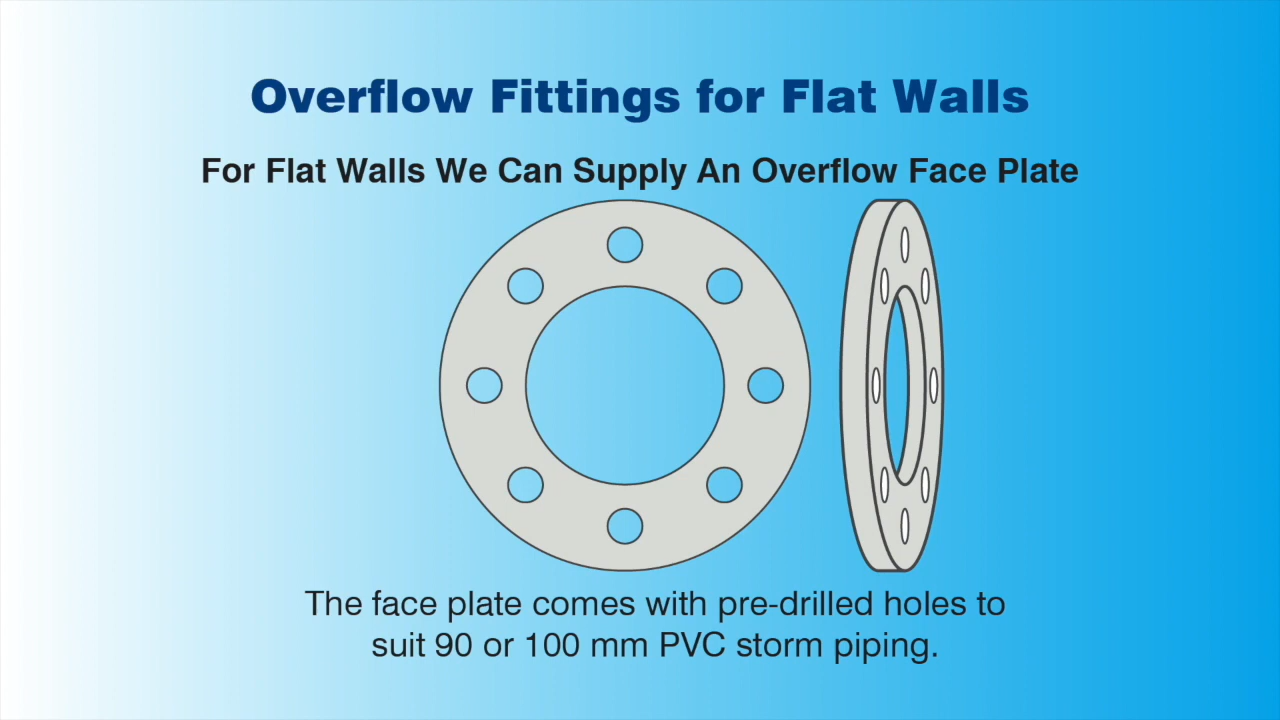 Overflow Fittings for Flat Walls
For Flat Walls We Can Supply An Overflow Face Plate
The face plate comes with pre-drilled holes to
suit 90 or 100 mm PVC storm piping.